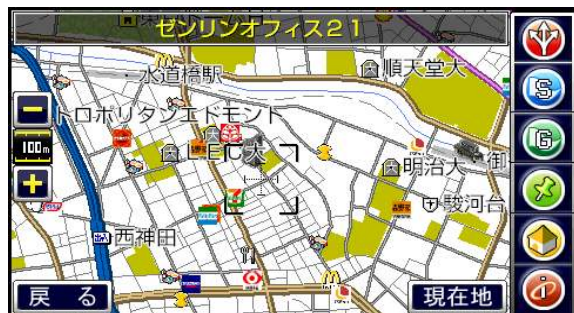 ゼンリンオフィス21
水道橋駅
順天堂大
トロポリタンエドモンド
100m
LEC大
明治大
御
駿河台
西神田
戻 る
現在地
S
G